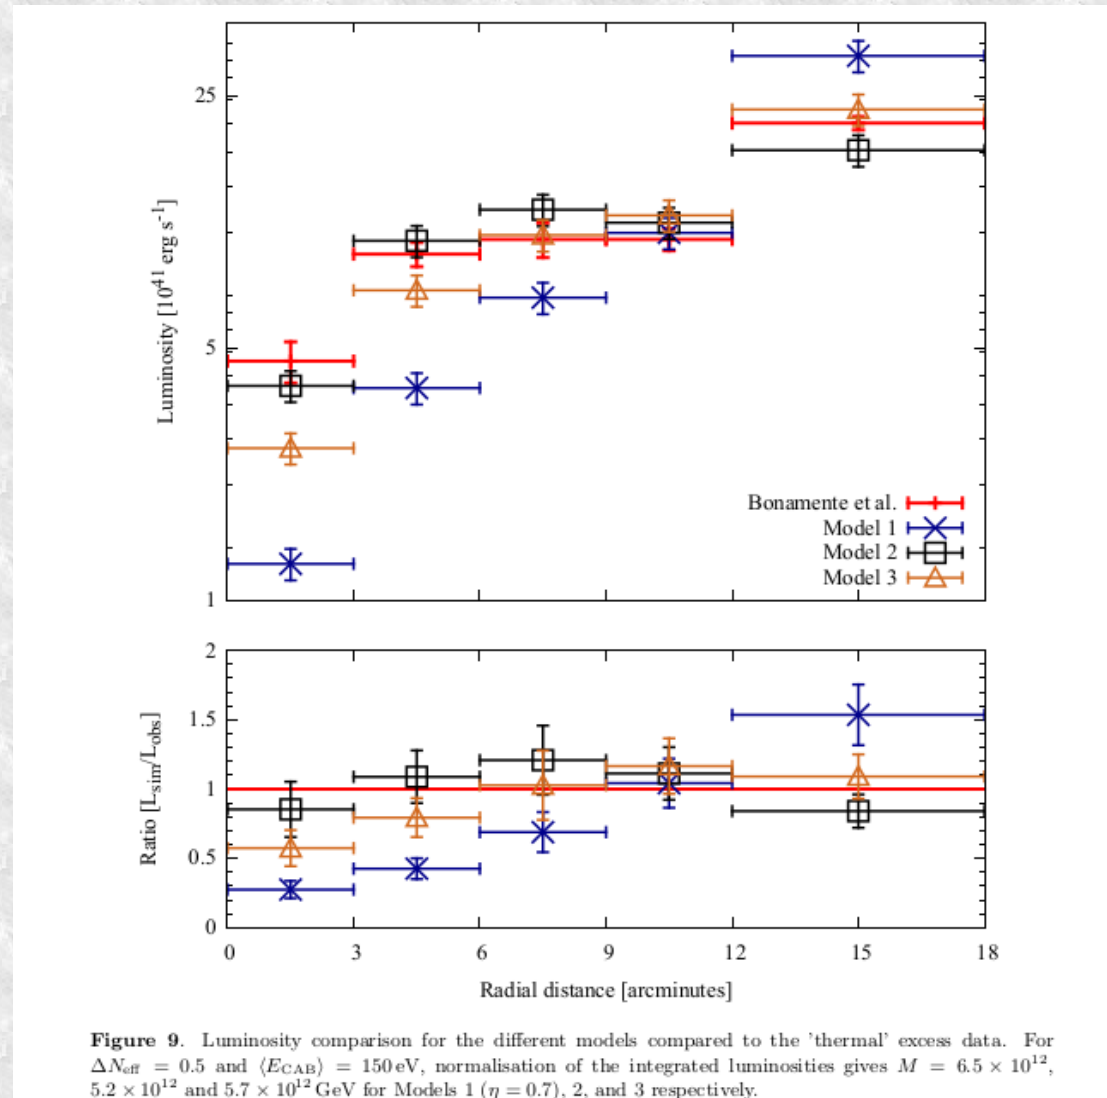 25
5
1
Luminosity [10^41 erg s^-1]
Bonamente et al.
Model 1
Model 2
Model 3
2
1.5
1
0.5
0
Ratio [L_sim/L_obs]
0 3 6 9 12 15 18
Radial distance [arcminutes]
Figure 9. Luminosity comparison for the different models compared to the 'thermal' excess data. For
ΔN_eff = 0.5 and ⟨E_CAB⟩ = 150 eV, normalisation of the integrated luminosities gives M = 6.5 × 10^12,
5.2 × 10^12 and 5.7 × 10^12 GeV for Models 1 (η = 0.7), 2, and 3 respectively.